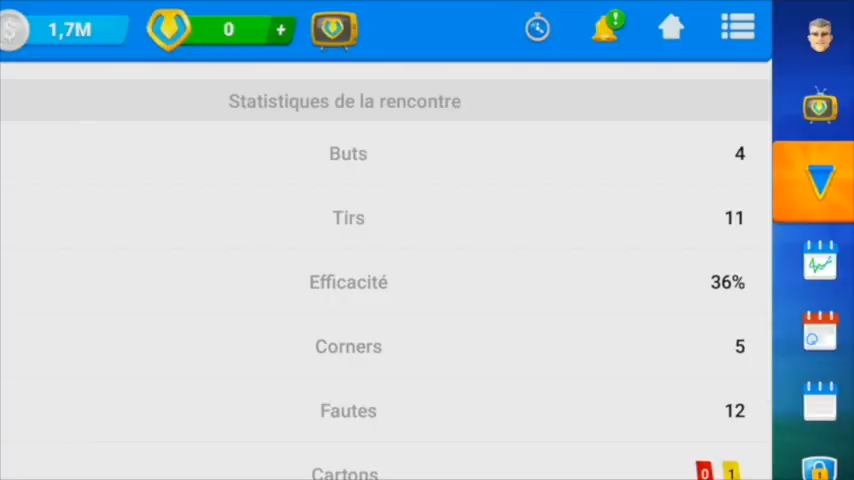 1,7M
0
+
Statistiques de la rencontre
Buts 4
Tirs 11
Efficacité 36%
Corners 5
Fautes 12
Cartons 0 1